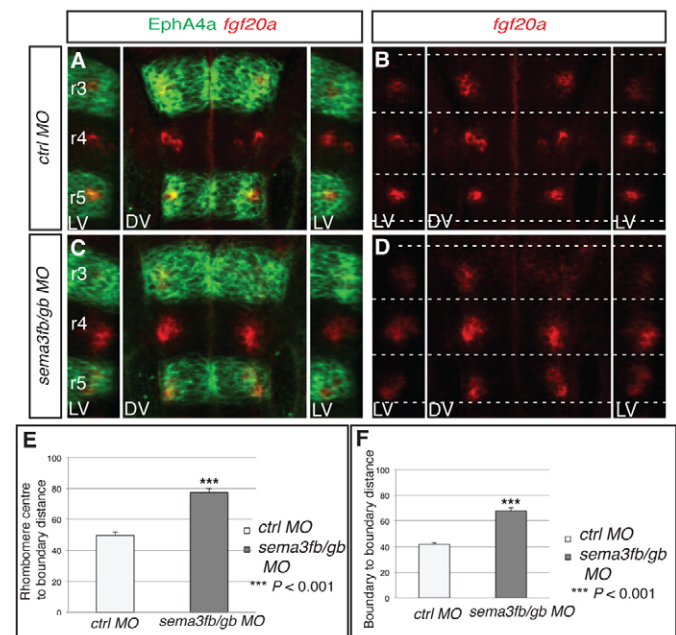 EphA4a fgf20a
fgf20a
ctrl MO
A
r3
r4
r5
LV
DV
LV
B
LV
DV
LV
sema3fb/gb MO
C
r3
r4
r5
LV
DV
LV
D
LV
DV
LV
E
Rhombomere centre
to boundary distance
100
80
60
40
20
0
***
ctrl MO
sema3fb/gb MO
ctrl MO
sema3fb/gb
MO
*** P < 0.001
F
Boundary to boundary distance
100
80
60
40
20
0
***
ctrl MO
sema3fb/gb MO
ctrl MO
sema3fb/gb
MO
*** P < 0.001